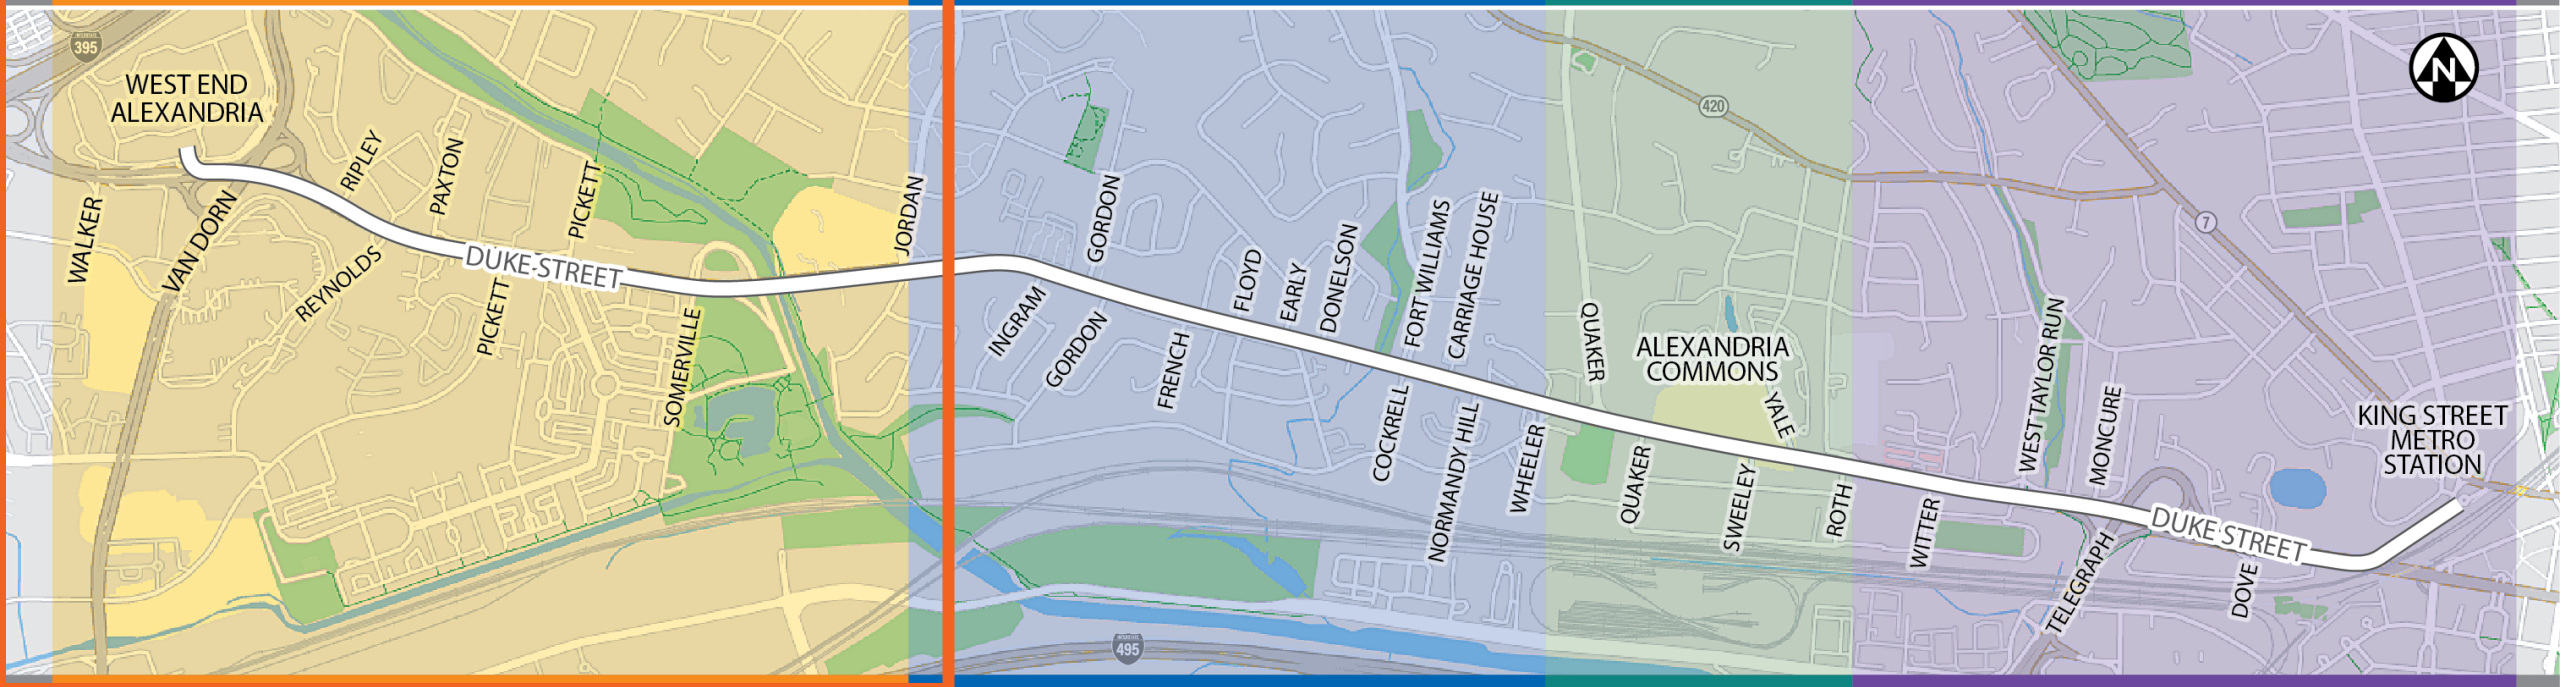 INTERSTATE
395
WEST END
ALEXANDRIA
WALKER
VAN DORN
RIPLEY
REYNOLDS
PAXTON
DUKE STREET
PICKETT
PICKETT
SOMERVILLE
JORDAN
INGRAM
GORDON
GORDON
FRENCH
INTERSTATE
495
FLOYD
EARLY
DONELSON
FORT WILLIAMS
CARRIAGE HOUSE
COCKRELL
NORMANDY HILL
WHEELER
QUAKER
QUAKER
420
ALEXANDRIA
COMMONS
YALE
SWEELEY
ROTH
WITTER
WEST TAYLOR RUN
MONCURE
TELEGRAPH
7
DUKE STREET
DOVE
N
KING STREET
METRO
STATION